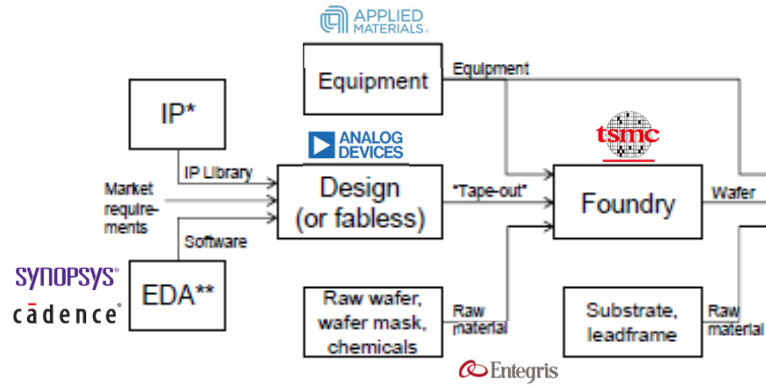 APPLIED
MATERIALS®
Equipment
Equipment
IP*
IP Library
ANALOG
DEVICES
tsmc
Market
require-
ments
Design
(or fabless)
"Tape-out"
Foundry
Wafer
Software
SYNOPSYS®
cādence®
EDA**
Raw wafer,
wafer mask,
chemicals
Raw
material
Substrate,
leadframe
Raw
material
Entegris